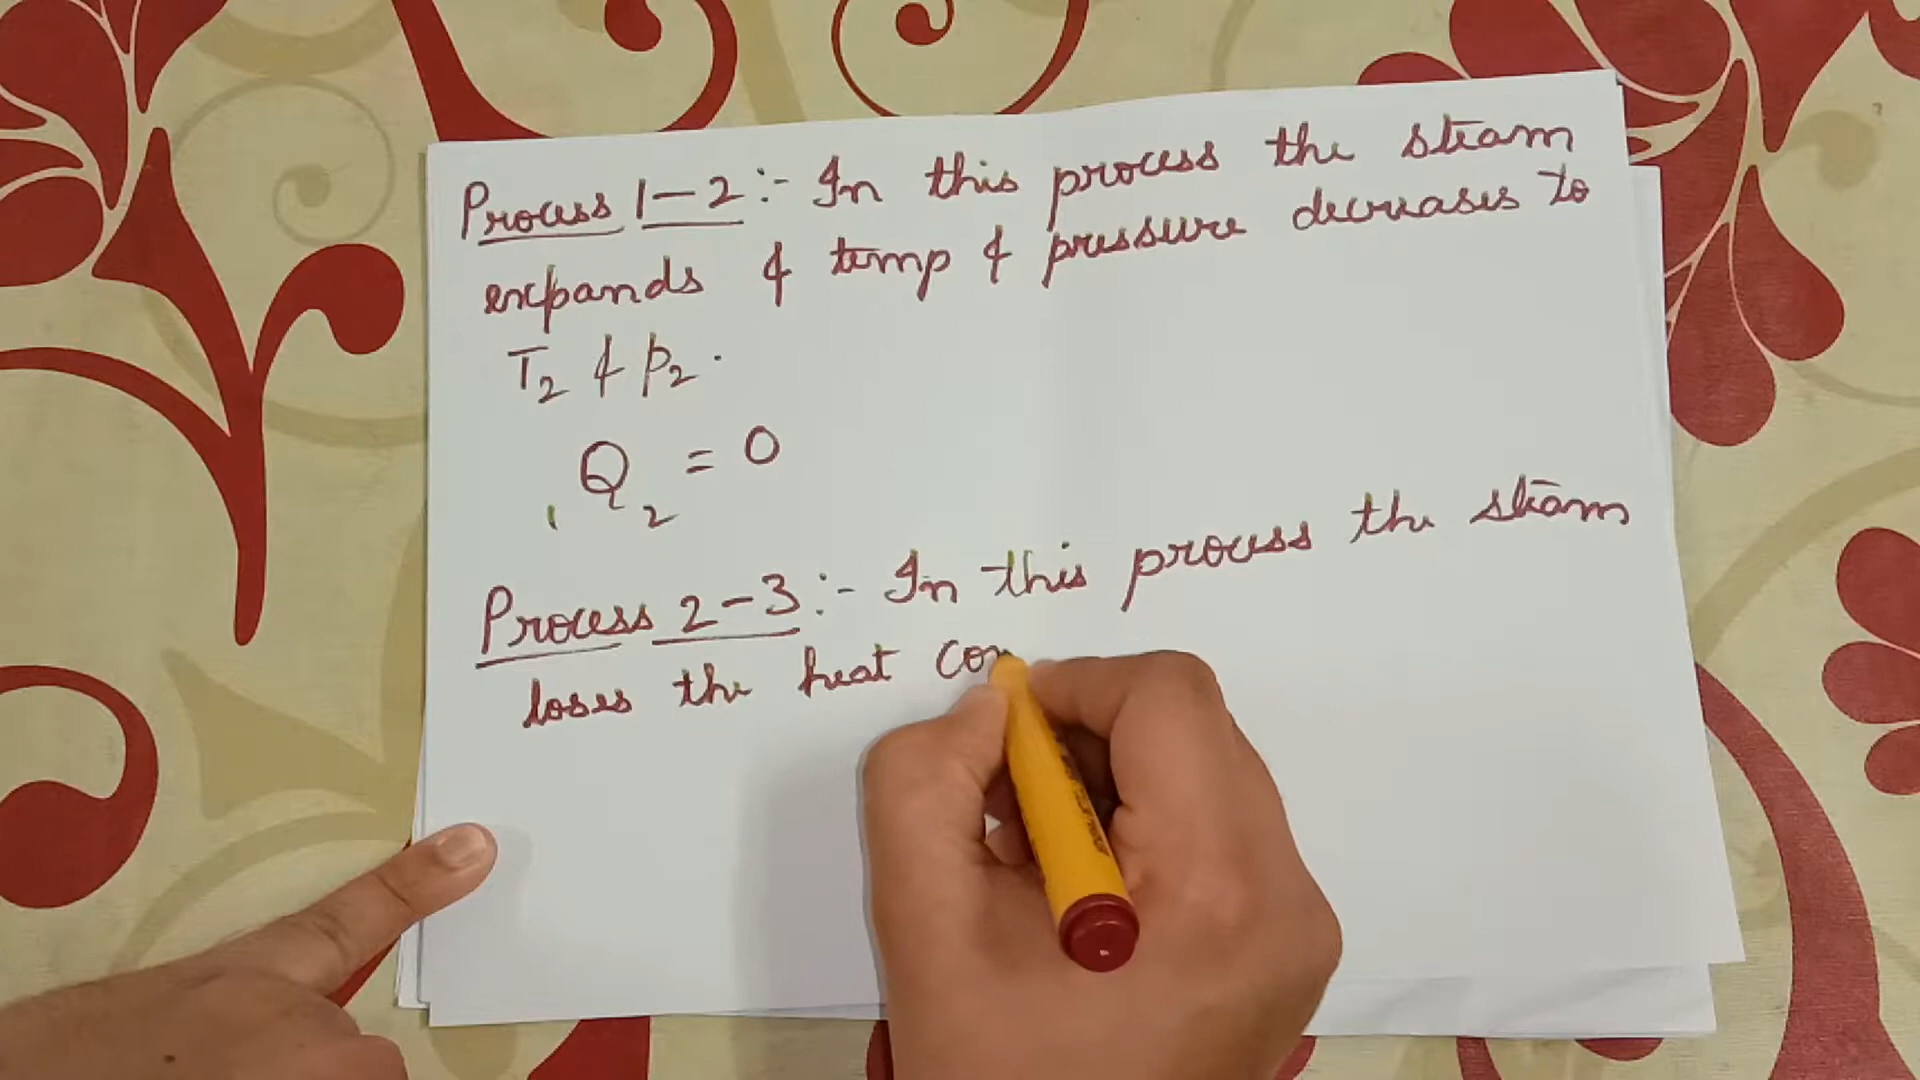 Process 1-2:- In this process the steam
expands & temp & pressure decreases to
T₂ & p₂.
₁Q₂ = 0
Process 2-3:- In this process the steam
loses the heat con